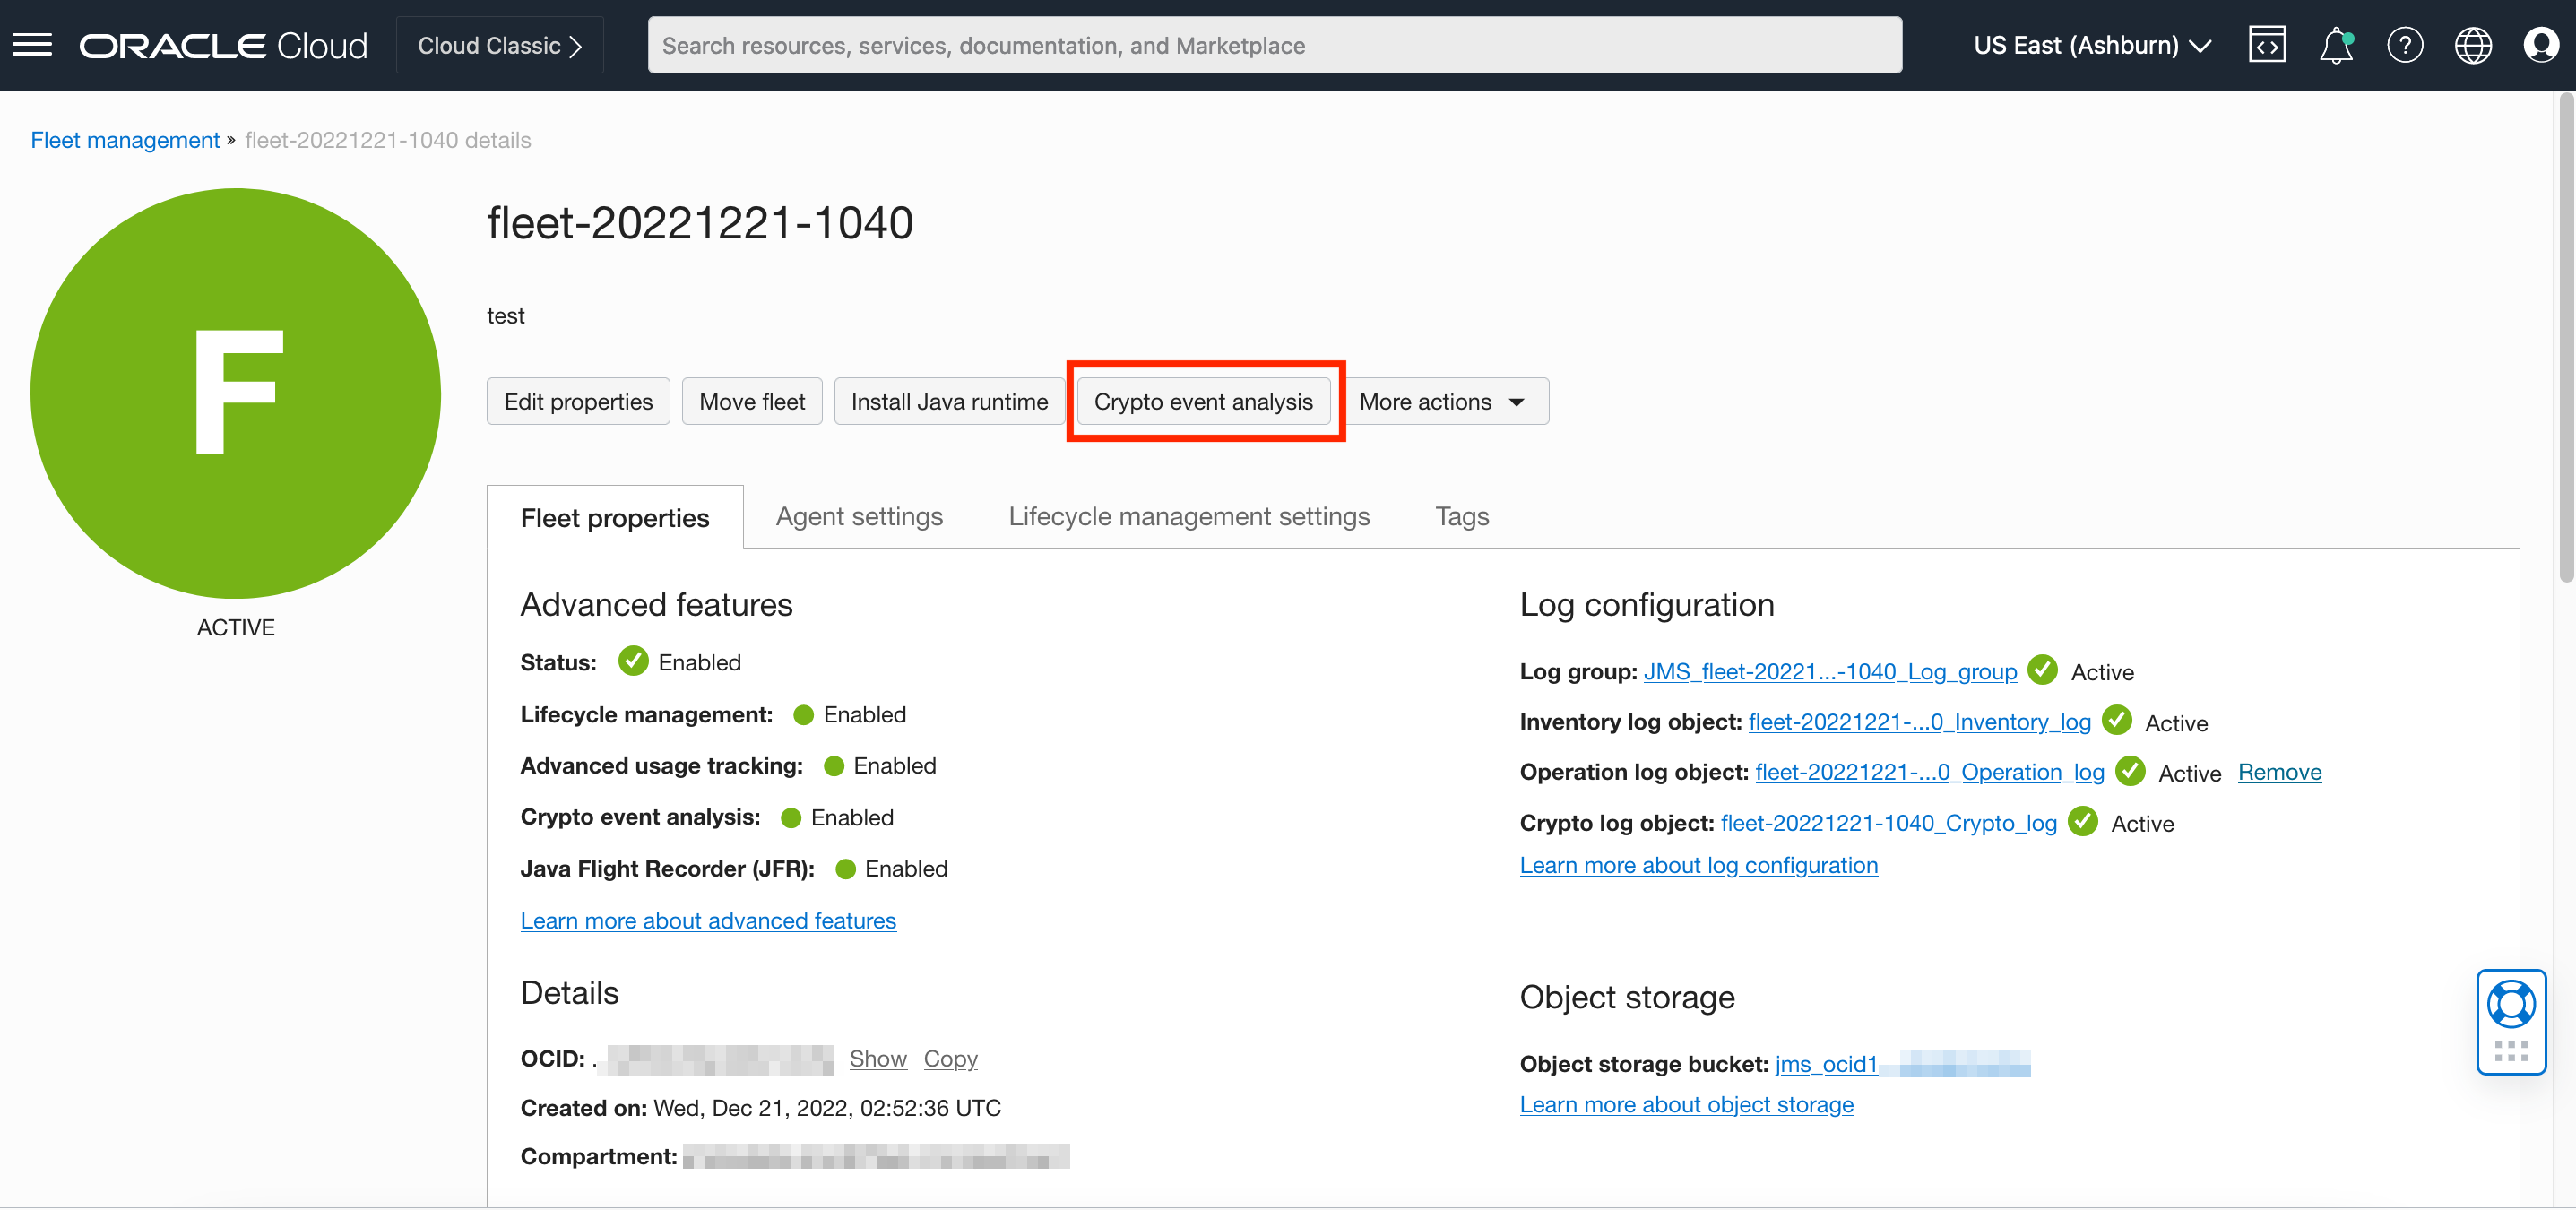 ORACLE Cloud
Cloud Classic
Search resources, services, documentation, and Marketplace
US East (Ashburn)
Fleet management » fleet-20221221-1040 details
F
ACTIVE
fleet-20221221-1040
test
Edit properties
Move fleet
Install Java runtime
Crypto event analysis
More actions
Fleet properties
Agent settings
Lifecycle management settings
Tags
Advanced features
Status: Enabled
Lifecycle management: Enabled
Advanced usage tracking: Enabled
Crypto event analysis: Enabled
Java Flight Recorder (JFR): Enabled
Learn more about advanced features
Details
OCID: . Show Copy
Created on: Wed, Dec 21, 2022, 02:52:36 UTC
Compartment:
Log configuration
Log group: JMS_fleet-20221...-1040_Log_group Active
Inventory log object: fleet-20221221-...0_Inventory_log Active
Operation log object: fleet-20221221-...0_Operation_log Active Remove
Crypto log object: fleet-20221221-1040_Crypto_log Active
Learn more about log configuration
Object storage
Object storage bucket: jms_ocid1
Learn more about object storage